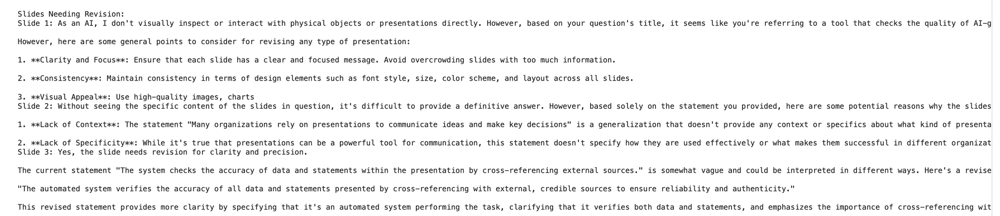 Slides Needing Revision:
Slide 1: As an AI, I don't visually inspect or interact with physical objects or presentations directly. However, based on your question's title, it seems like you're referring to a tool that checks the quality of AI-g
However, here are some general points to consider for revising any type of presentation:
1. **Clarity and Focus**: Ensure that each slide has a clear and focused message. Avoid overcrowding slides with too much information.
2. **Consistency**: Maintain consistency in terms of design elements such as font style, size, color scheme, and layout across all slides.
3. **Visual Appeal**: Use high-quality images, charts
Slide 2: Without seeing the specific content of the slides in question, it's difficult to provide a definitive answer. However, based solely on the statement you provided, here are some potential reasons why the slides
1. **Lack of Context**: The statement "Many organizations rely on presentations to communicate ideas and make key decisions" is a generalization that doesn't provide any context or specifics about what kind of presenta
2. **Lack of Specificity**: While it's true that presentations can be a powerful tool for communication, this statement doesn't specify how they are used effectively or what makes them successful in different organizat
Slide 3: Yes, the slide needs revision for clarity and precision.
The current statement "The system checks the accuracy of data and statements within the presentation by cross-referencing external sources." is somewhat vague and could be interpreted in different ways. Here's a revise
"The automated system verifies the accuracy of all data and statements presented by cross-referencing with external, credible sources to ensure reliability and authenticity."
This revised statement provides more clarity by specifying that it's an automated system performing the task, clarifying that it verifies both data and statements, and emphasizes the importance of cross-referencing wit